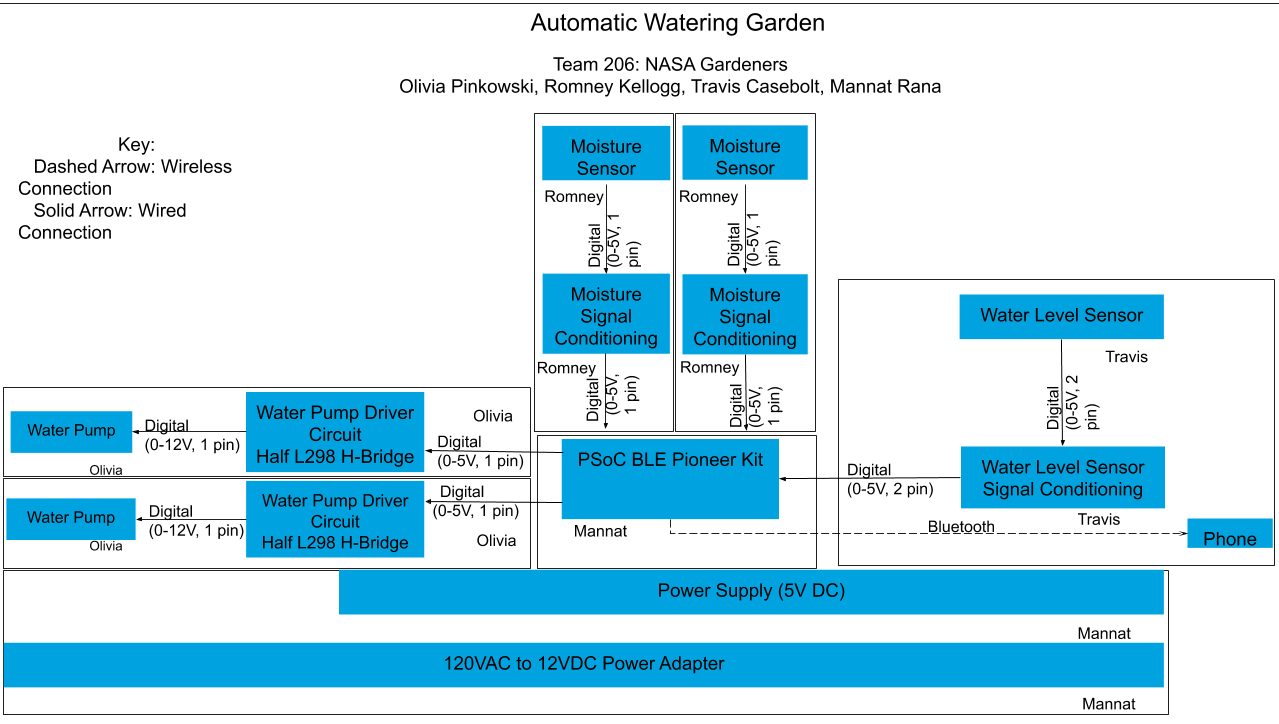 Automatic Watering Garden
Team 206: NASA Gardeners
Olivia Pinkowski, Romney Kellogg, Travis Casebolt, Mannat Rana
Key:
Dashed Arrow: Wireless
Connection
Solid Arrow: Wired
Connection
Moisture
Sensor
Romney
Digital
(0-5V, 1
pin)
Moisture
Signal
Conditioning
Romney
Digital
(0-5V,
1 pin)
Moisture
Sensor
Romney
Digital
(0-5V, 1
pin)
Moisture
Signal
Conditioning
Romney
Digital
(0-5V,
1 pin)
Water Level Sensor
Travis
Digital
(0-5V, 2
pin)
Water Level Sensor
Signal Conditioning
Travis
Digital
(0-5V, 2 pin)
Water Pump
Olivia
Digital
(0-12V, 1 pin)
Water Pump Driver
Circuit
Half L298 H-Bridge
Olivia
Digital
(0-5V, 1 pin)
PSoC BLE Pioneer Kit
Mannat
Water Pump
Olivia
Digital
(0-12V, 1 pin)
Water Pump Driver
Circuit
Half L298 H-Bridge
Digital
(0-5V, 1 pin)
Olivia
Bluetooth
Phone
Power Supply (5V DC)
Mannat
120VAC to 12VDC Power Adapter
Mannat